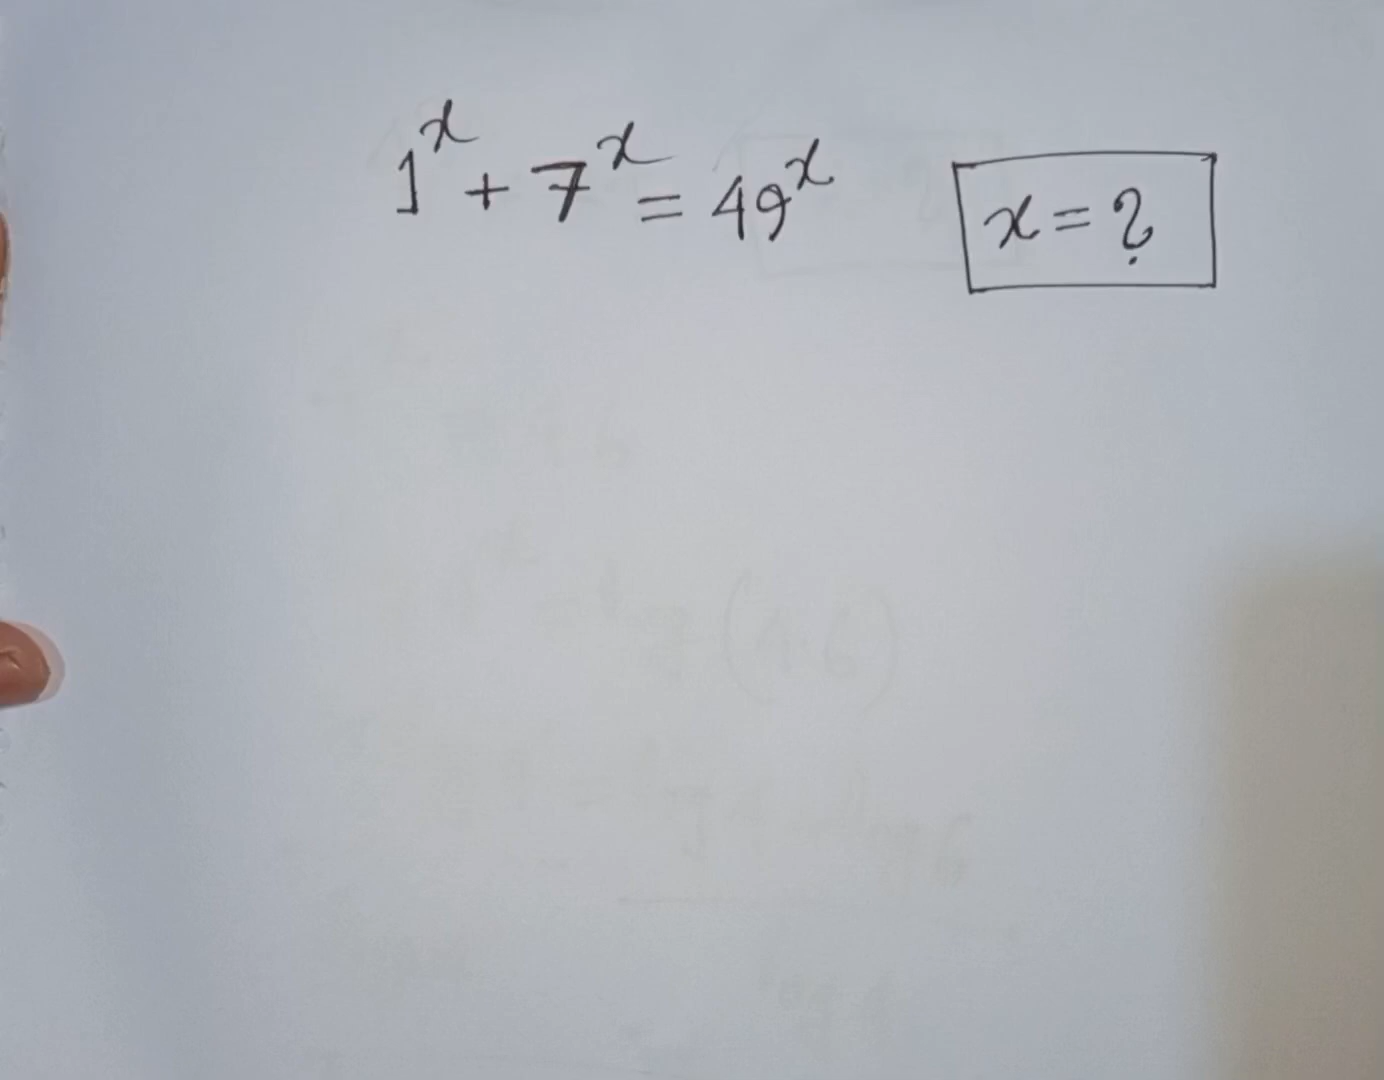 1^x + 7^x = 49^x
x = ?